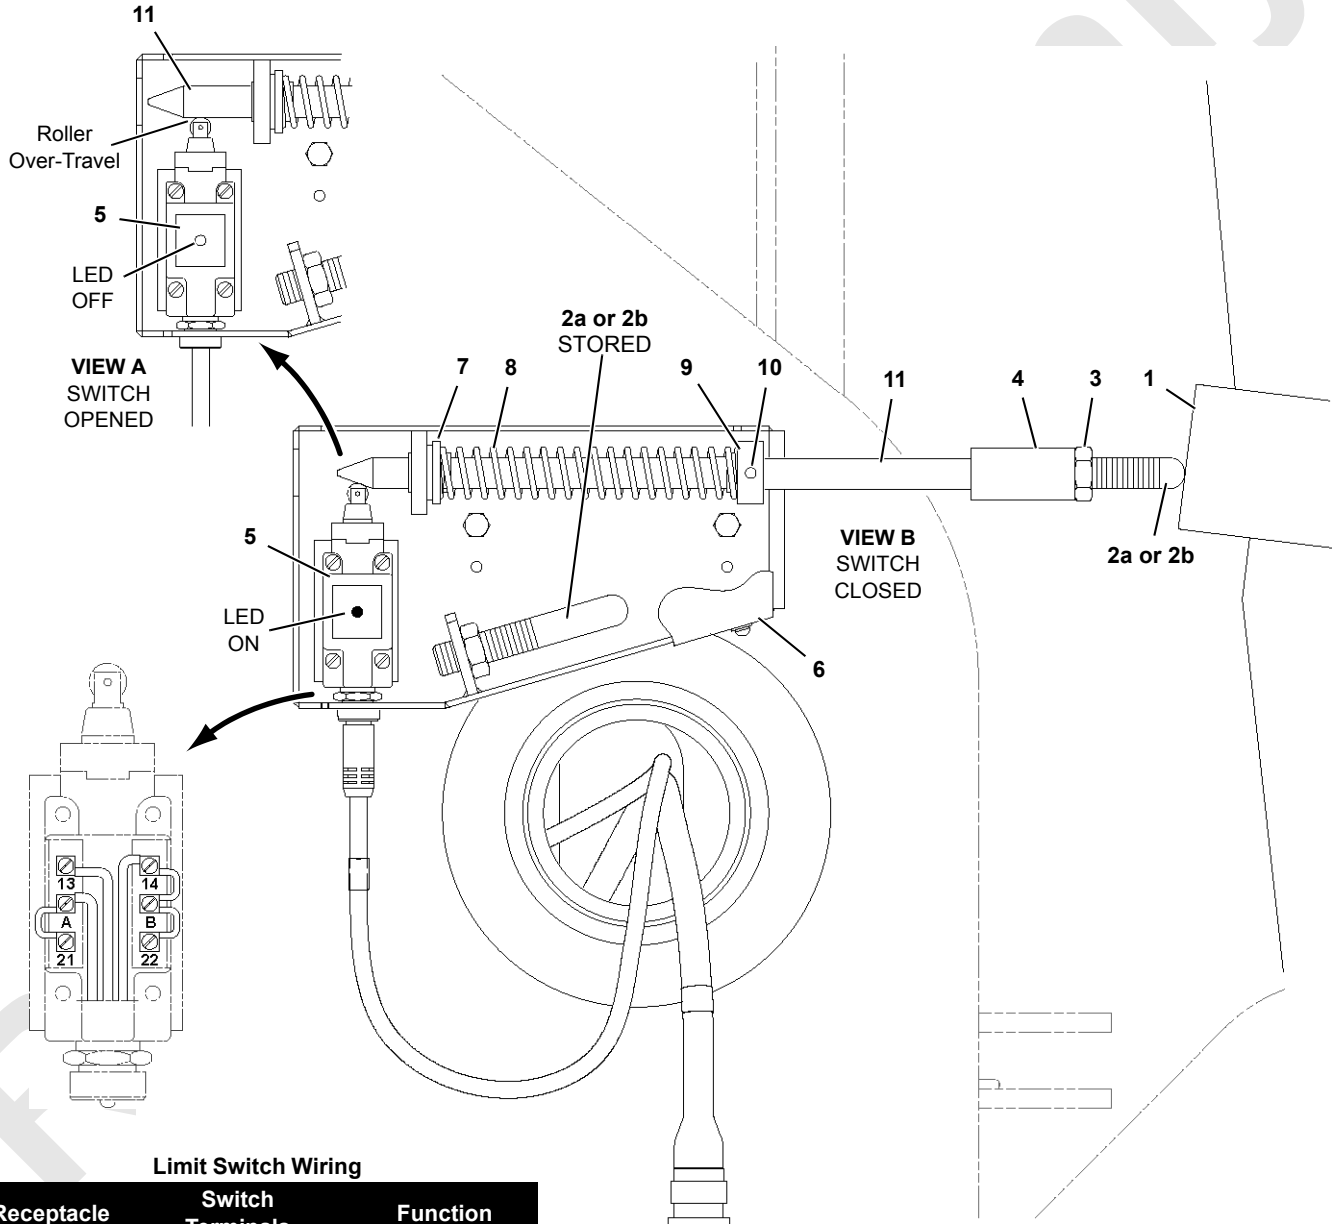 11
Roller
Over-Travel
5
LED
OFF
VIEW A
SWITCH
OPENED
2a or 2b
STORED
7
8
9
10
11
4
3
1
5
VIEW B
SWITCH
CLOSED
2a or 2b
LED
ON
6
13
14
A
B
21
22
Limit Switch Wiring
Receptacle
Switch
Terminals
Function